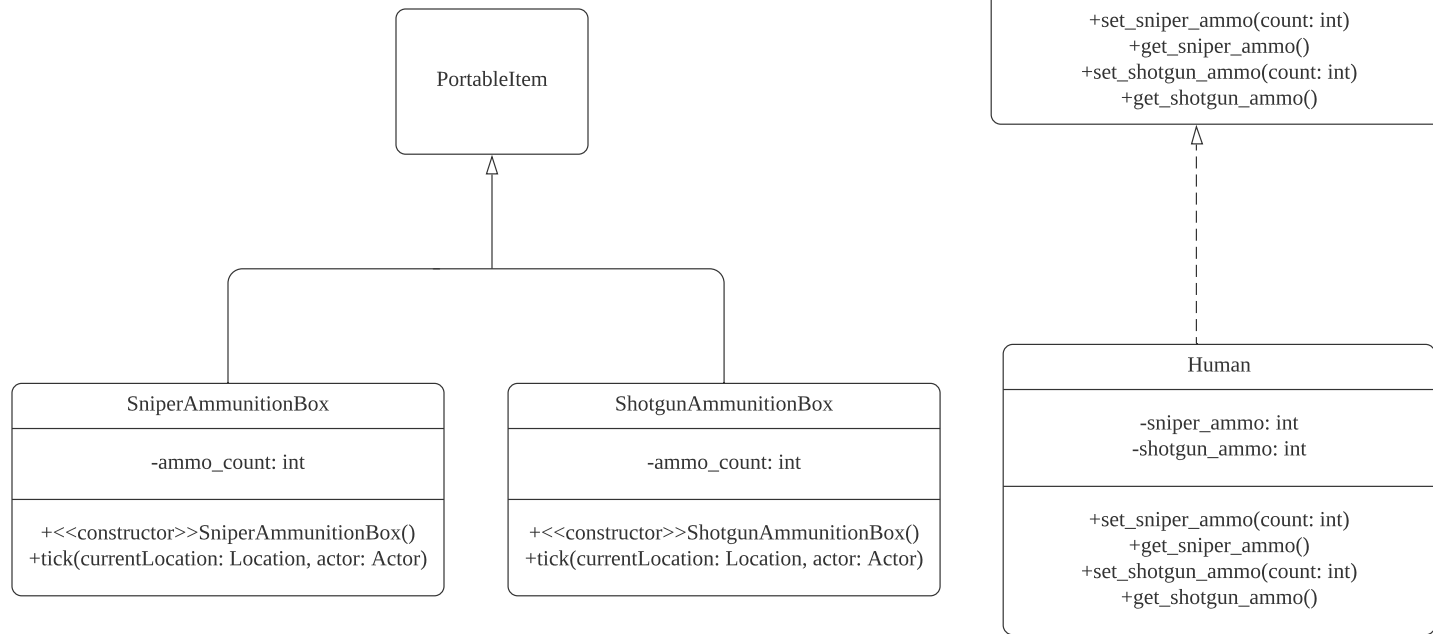 PortableItem
+set_sniper_ammo(count: int)
+get_sniper_ammo()
+set_shotgun_ammo(count: int)
+get_shotgun_ammo()
SniperAmmunitionBox
-ammo_count: int
+<<constructor>>SniperAmmunitionBox()
+tick(currentLocation: Location, actor: Actor)
ShotgunAmmunitionBox
-ammo_count: int
+<<constructor>>ShotgunAmmunitionBox()
+tick(currentLocation: Location, actor: Actor)
Human
-sniper_ammo: int
-shotgun_ammo: int
+set_sniper_ammo(count: int)
+get_sniper_ammo()
+set_shotgun_ammo(count: int)
+get_shotgun_ammo()